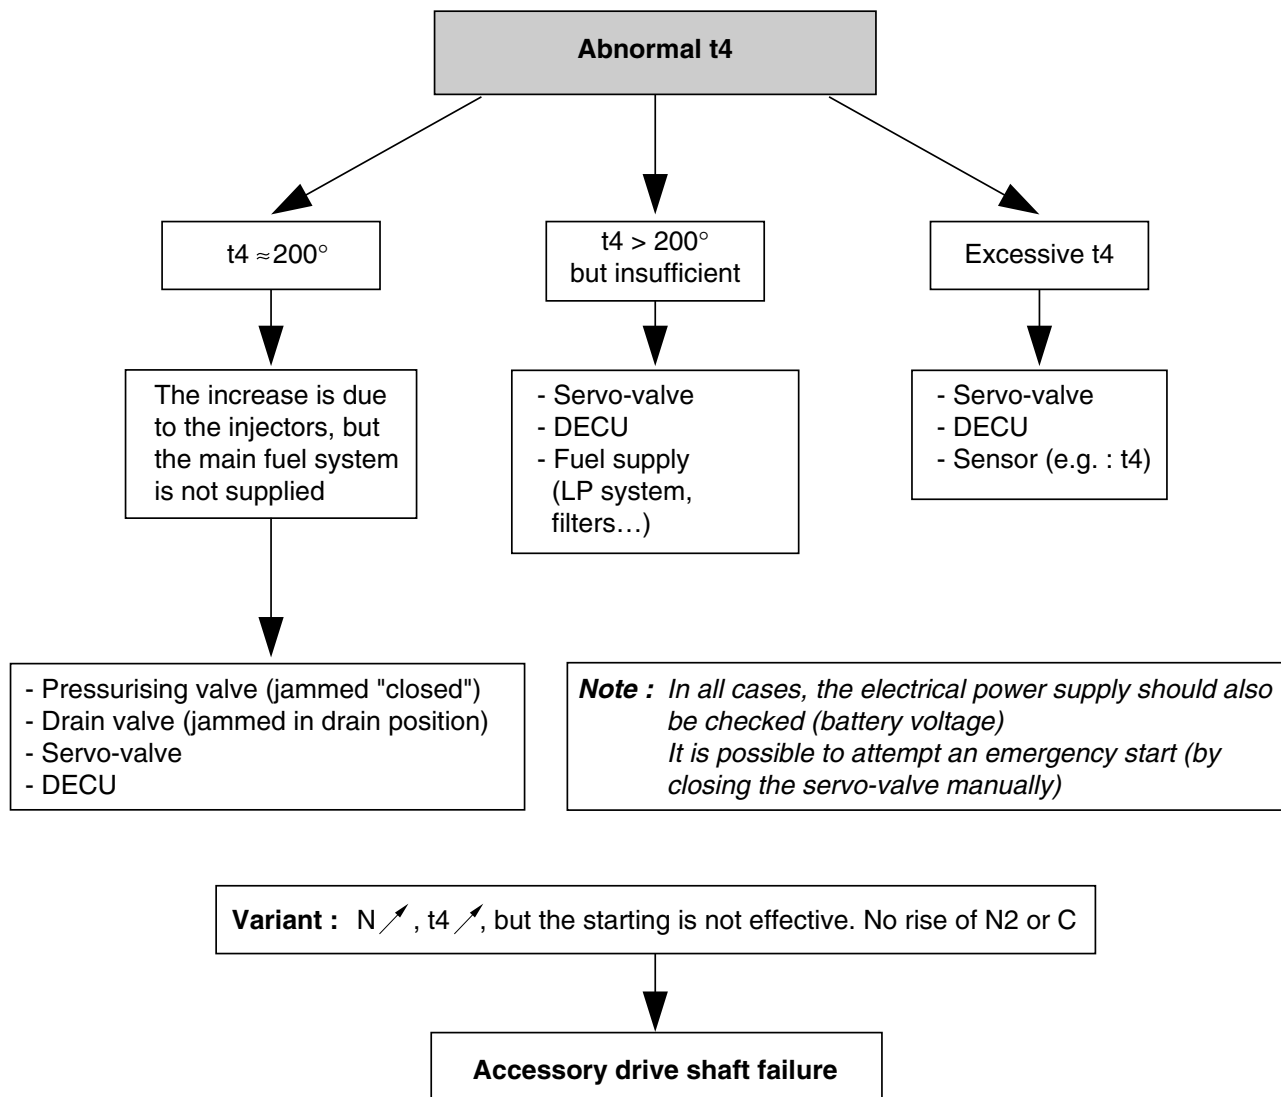 Abnormal t4
t4 ≈ 200°
t4 > 200°
but insufficient
Excessive t4
The increase is due
to the injectors, but
the main fuel system
is not supplied
- Servo-valve
- DECU
- Fuel supply
(LP system,
filters…)
- Servo-valve
- DECU
- Sensor (e.g. : t4)
- Pressurising valve (jammed "closed")
- Drain valve (jammed in drain position)
- Servo-valve
- DECU
Note : In all cases, the electrical power supply should also
be checked (battery voltage)
It is possible to attempt an emergency start (by
closing the servo-valve manually)
Variant : N ↗ , t4 ↗, but the starting is not effective. No rise of N2 or C
Accessory drive shaft failure